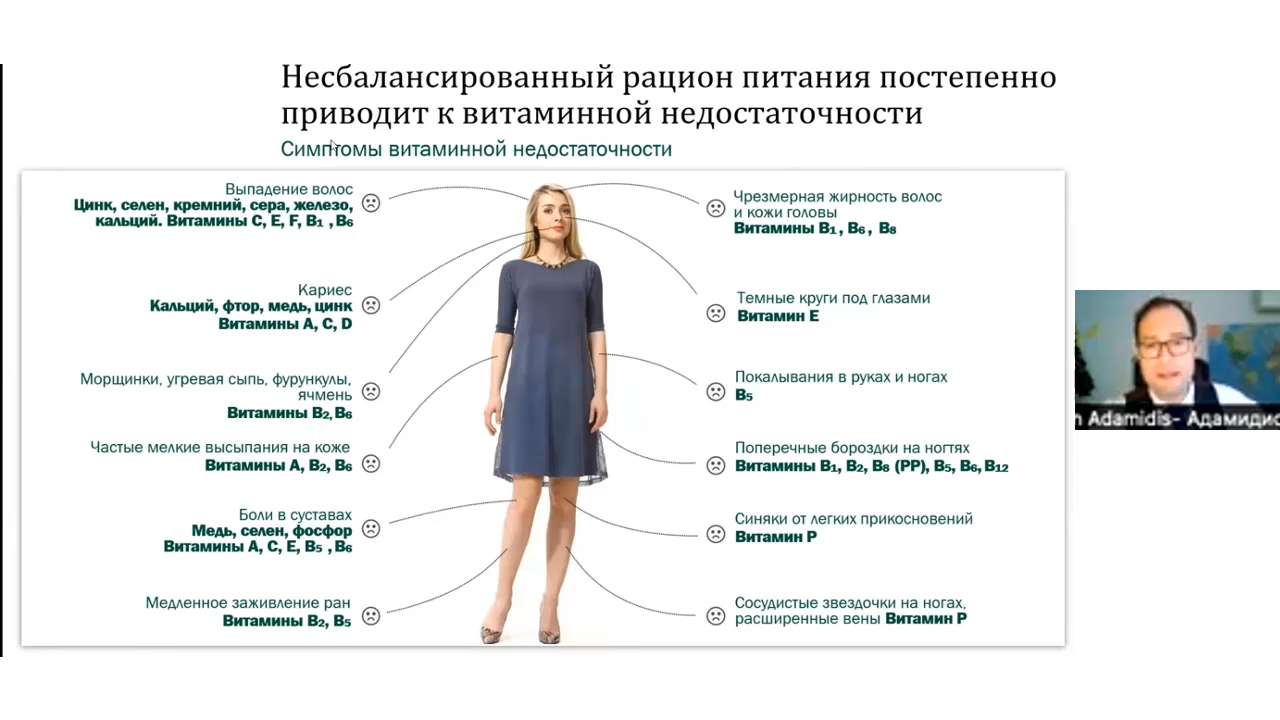 Несбалансированный рацион питания постепенно
приводит к витаминной недостаточности
Симптомы витаминной недостаточности
Выпадение волос
Цинк, селен, кремний, сера, железо,
кальций. Витамины C, E, F, B₁ , B₆
Кариес
Кальций, фтор, медь, цинк
Витамины A, C, D
Морщинки, угревая сыпь, фурункулы,
ячмень
Витамины B₂, B₆
Частые мелкие высыпания на коже
Витамины A, B₂, B₆
Боли в суставах
Медь, селен, фосфор
Витамины A, C, E, B₅ , B₆
Медленное заживление ран
Витамины B₂, B₅
Чрезмерная жирность волос
и кожи головы
Витамины B₁ , B₆ , B₈
Темные круги под глазами
Витамин E
Покалывания в руках и ногах
B₅
Поперечные бороздки на ногтях
Витамины B₁, B₂, B₈ (PP), B₅, B₆, B₁₂
Синяки от легких прикосновений
Витамин P
Сосудистые звездочки на ногах,
расширенные вены Витамин P
Adamidis- Адамидис